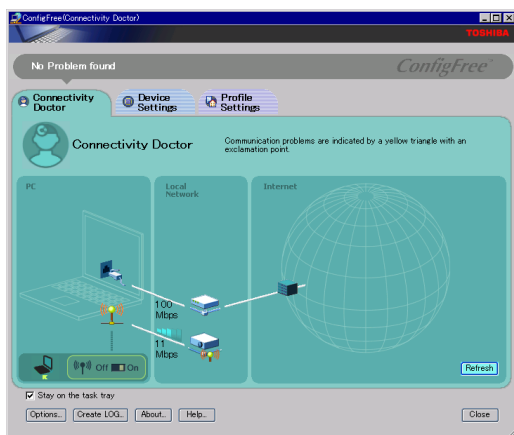 ConfigFree(Connectivity Doctor)
TOSHIBA
No Problem found
ConfigFree™
Connectivity
Doctor
Device
Settings
Profile
Settings
Connectivity Doctor
Communication problems are indicated by a yellow triangle with an
exclamation point.
PC
Local
Network
Internet
100
Mbps
11
Mbps
Off
On
Refresh
Stay on the task tray
Options...
Create LOG...
About...
Help...
Close